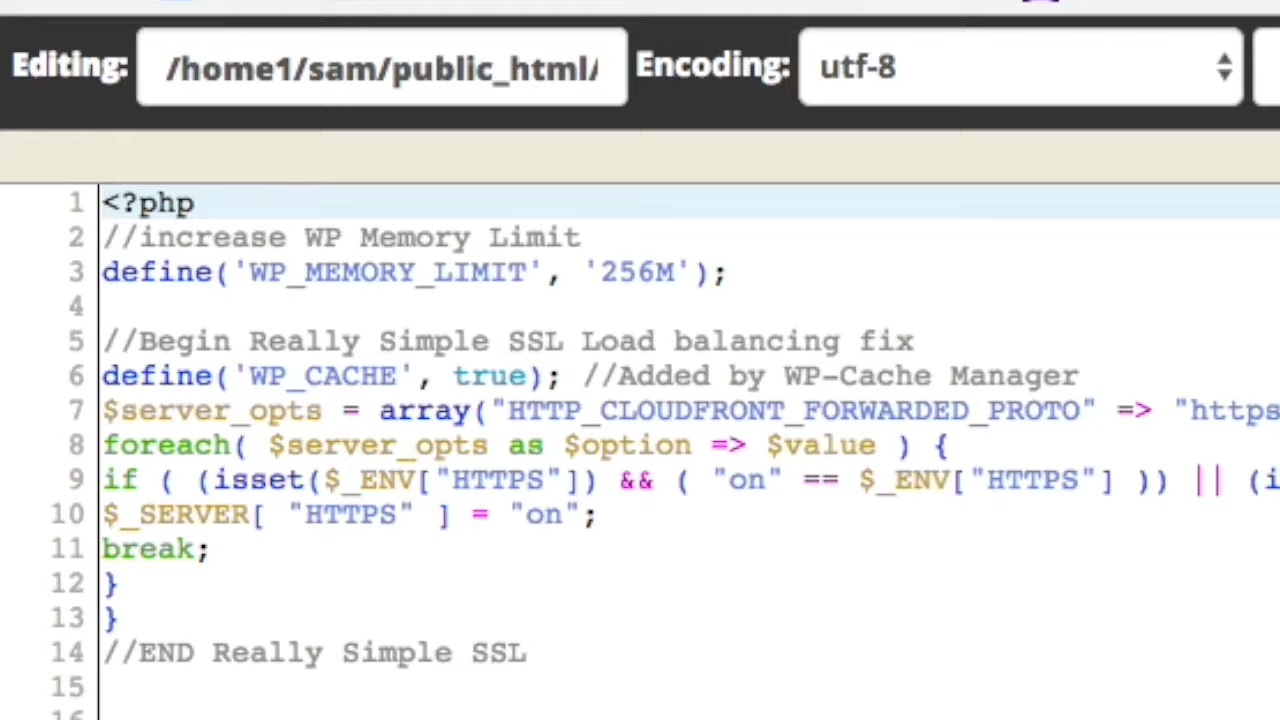 Editing: /home1/sam/public_html/ Encoding: utf-8
1 <?php
2 //increase WP Memory Limit
3 define('WP_MEMORY_LIMIT', '256M');
4
5 //Begin Really Simple SSL Load balancing fix
6 define('WP_CACHE', true); //Added by WP-Cache Manager
7 $server_opts = array("HTTP_CLOUDFRONT_FORWARDED_PROTO" => "https
8 foreach( $server_opts as $option => $value ) {
9 if ( (isset($_ENV["HTTPS"]) && ( "on" == $_ENV["HTTPS"] )) || (i
10 $_SERVER[ "HTTPS" ] = "on";
11 break;
12 }
13 }
14 //END Really Simple SSL
15
16